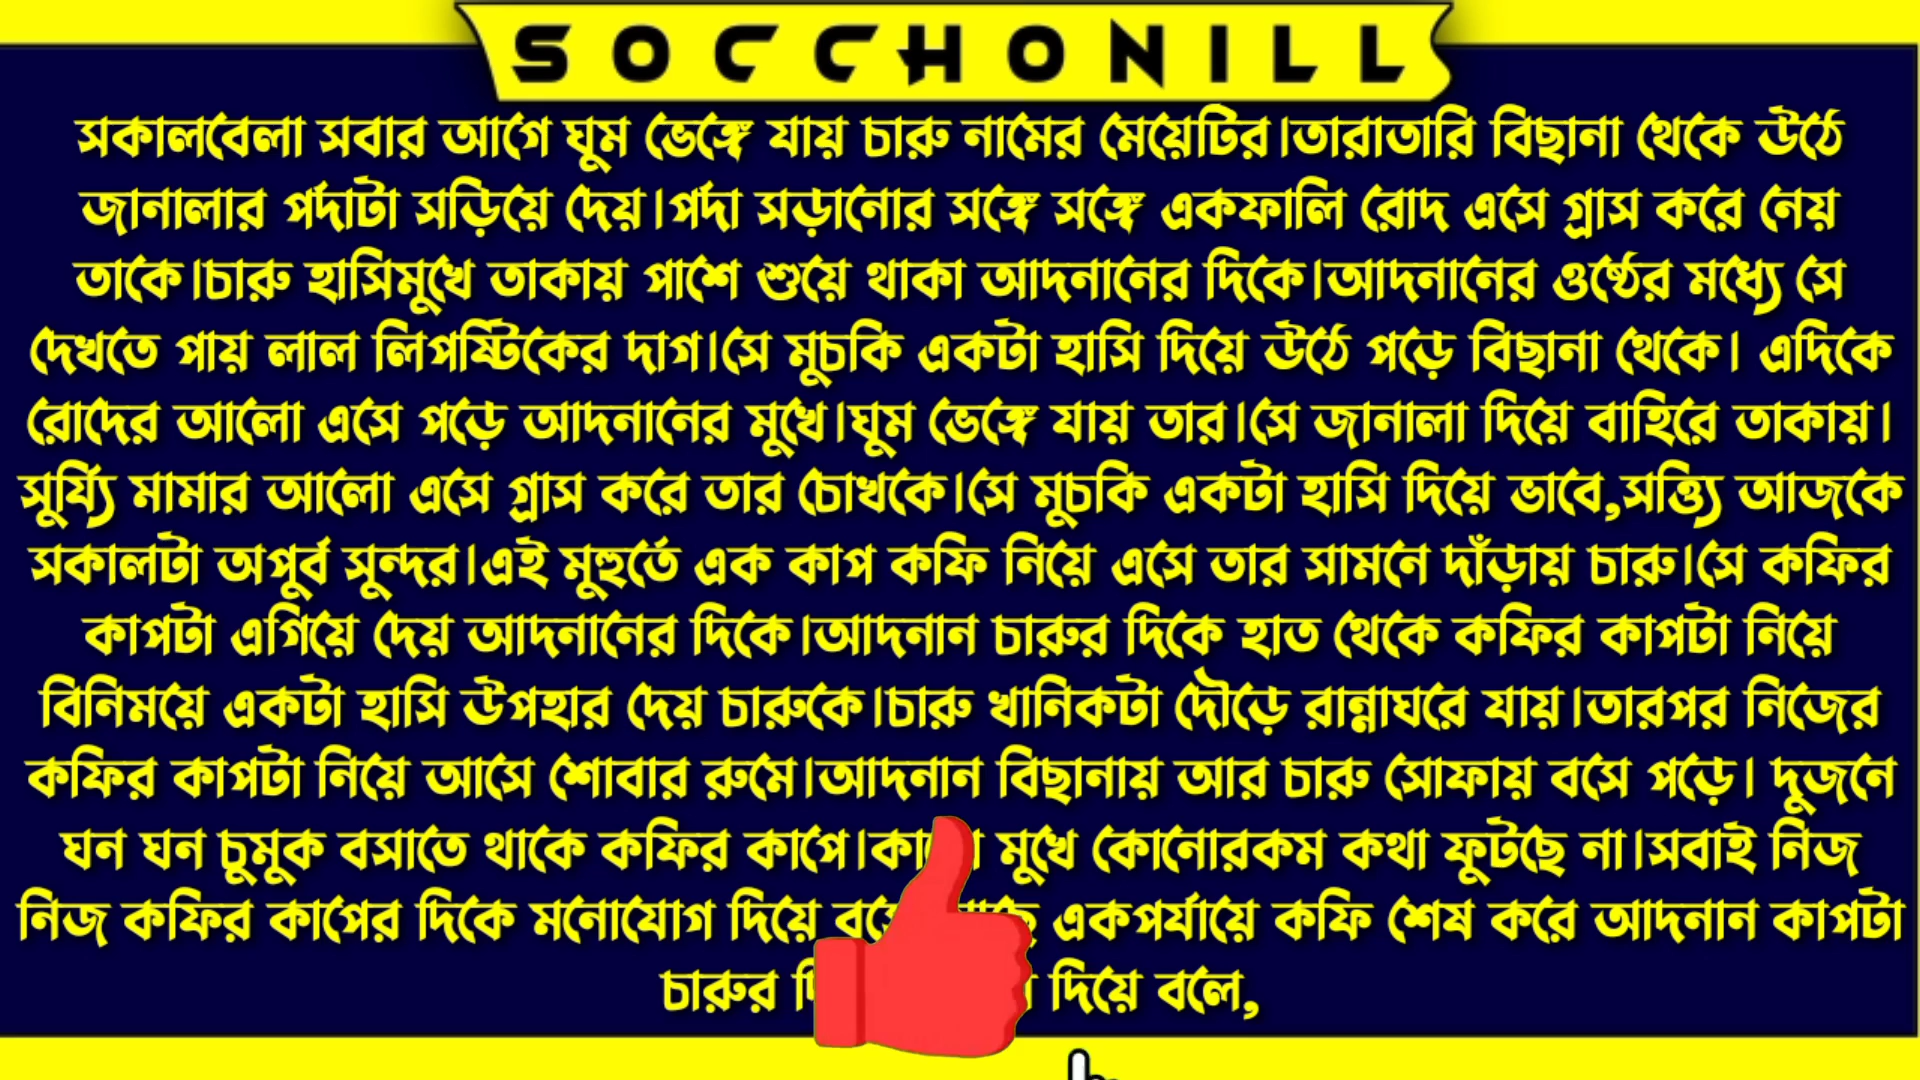 SOCCHONILL
সকালবেলা সবার আগে ঘুম ভেঙ্গে যায় চারু নামের মেয়েটির।তারাতারি বিছানা থেকে উঠে
জানালার পর্দাটা সড়িয়ে দেয়।পর্দা সড়ানোর সঙ্গে সঙ্গে একফালি রোদ এসে গ্রাস করে নেয়
তাকে।চারু হাসিমুখে তাকায় পাশে শুয়ে থাকা আদনানের দিকে।আদনানের ওষ্ঠের মধ্যে সে
দেখতে পায় লাল লিপষ্টিকের দাগ।সে মুচকি একটা হাসি দিয়ে উঠে পড়ে বিছানা থেকে। এদিকে
রোদের আলো এসে পড়ে আদনানের মুখে।ঘুম ভেঙ্গে যায় তার।সে জানালা দিয়ে বাহিরে তাকায়।
সুর্য্যি মামার আলো এসে গ্রাস করে তার চোখকে।সে মুচকি একটা হাসি দিয়ে ভাবে,সত্ত্যি আজকে
সকালটা অপুর্ব সুন্দর।এই মুহুর্তে এক কাপ কফি নিয়ে এসে তার সামনে দাঁড়ায় চারু।সে কফির
কাপটা এগিয়ে দেয় আদনানের দিকে।আদনান চারুর দিকে হাত থেকে কফির কাপটা নিয়ে
বিনিময়ে একটা হাসি উপহার দেয় চারুকে।চারু খানিকটা দৌড়ে রান্নাঘরে যায়।তারপর নিজের
কফির কাপটা নিয়ে আসে শোবার রুমে।আদনান বিছানায় আর চারু সোফায় বসে পড়ে। দুজনে
ঘন ঘন চুমুক বসাতে থাকে কফির কাপে। মুখে কোনোরকম কথা ফুটছে না।সবাই নিজ
নিজ কফির কাপের দিকে মনোযোগ দিয়ে একপর্যায়ে কফি শেষ করে আদনান কাপটা
চারুর দিয়ে বলে,